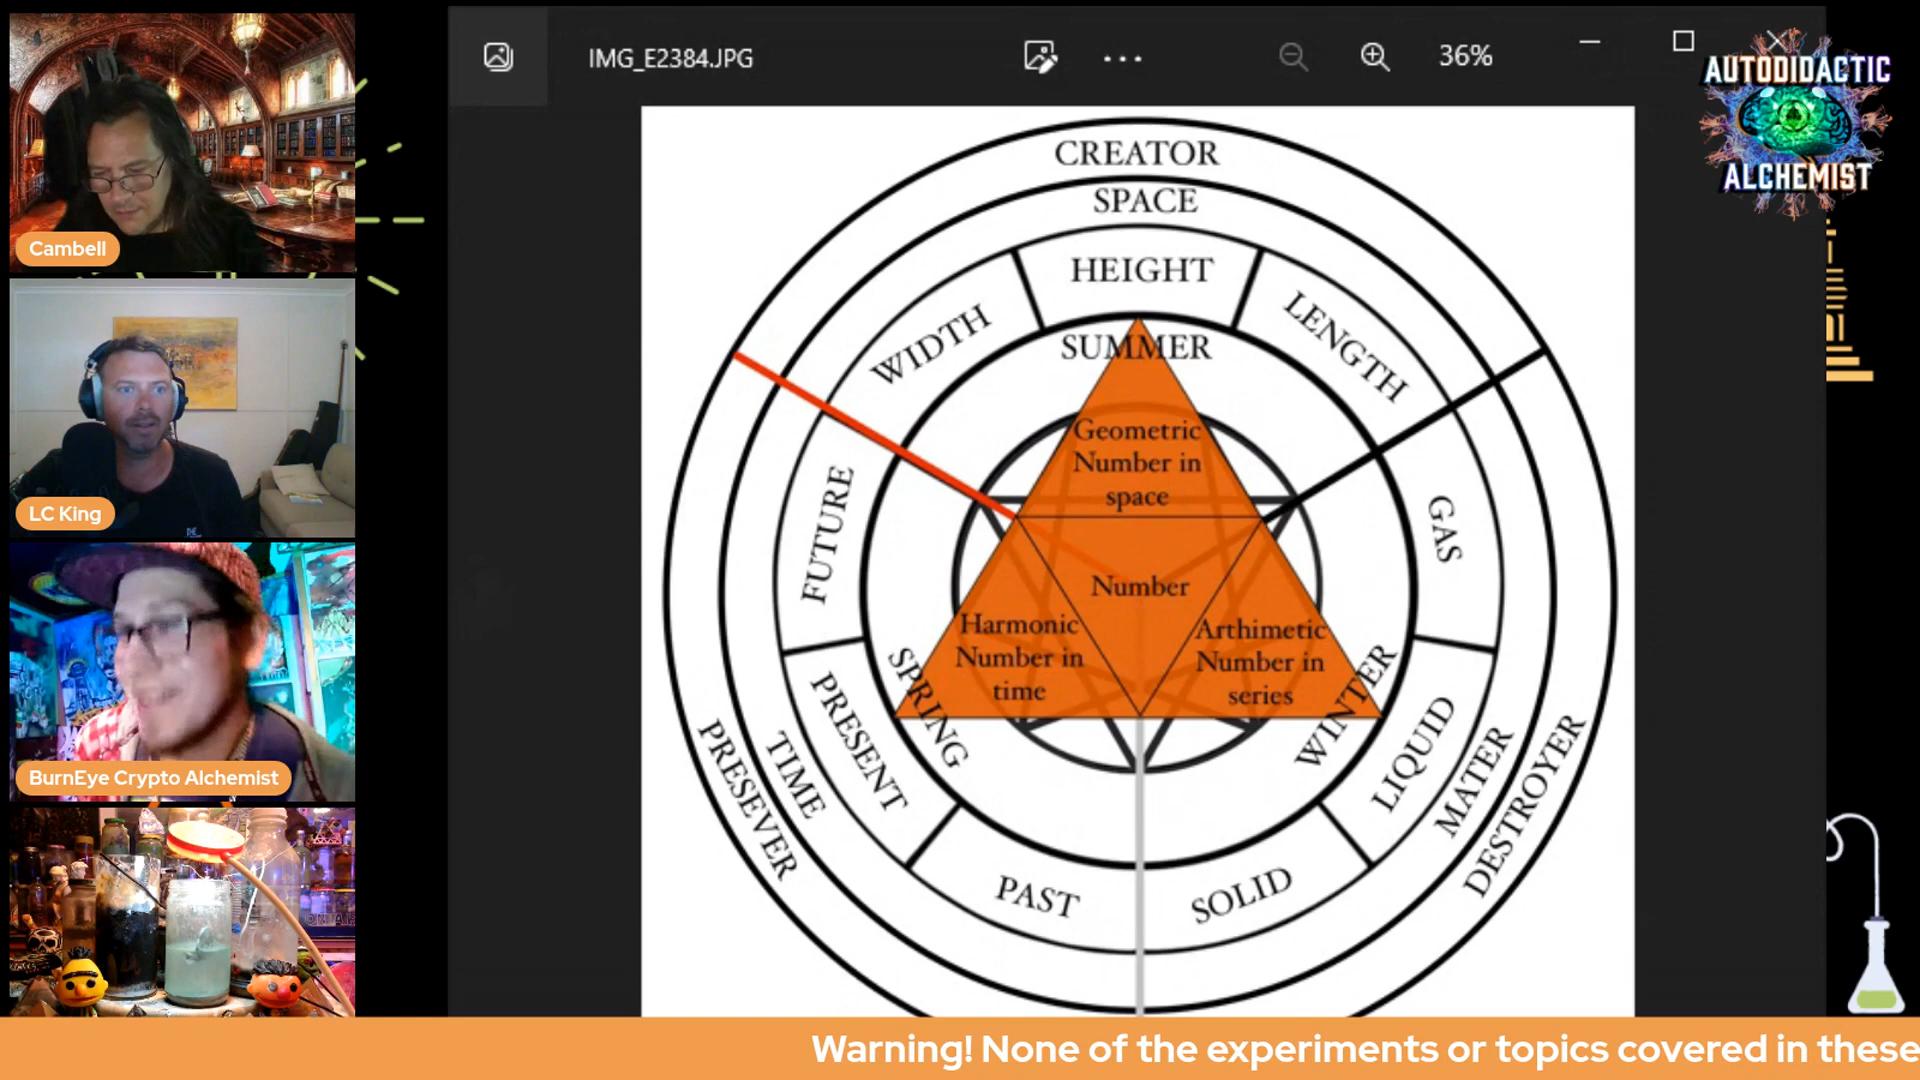 IMG_E2384.JPG
36%
AUTODIDACTIC
ALCHEMIST
Cambell
LC King
BurnEye Crypto Alchemist
CREATOR
SPACE
HEIGHT
WIDTH
LENGTH
SUMMER
Geometric
Number in
space
FUTURE
GAS
Number
Harmonic
Number in
time
Arthimetic
Number in
series
SPRING
WINTER
PRESENT
LIQUID
TIME
MATER
PRESEVER
DESTROYER
PAST
SOLID
Warning! None of the experiments or topics covered in these